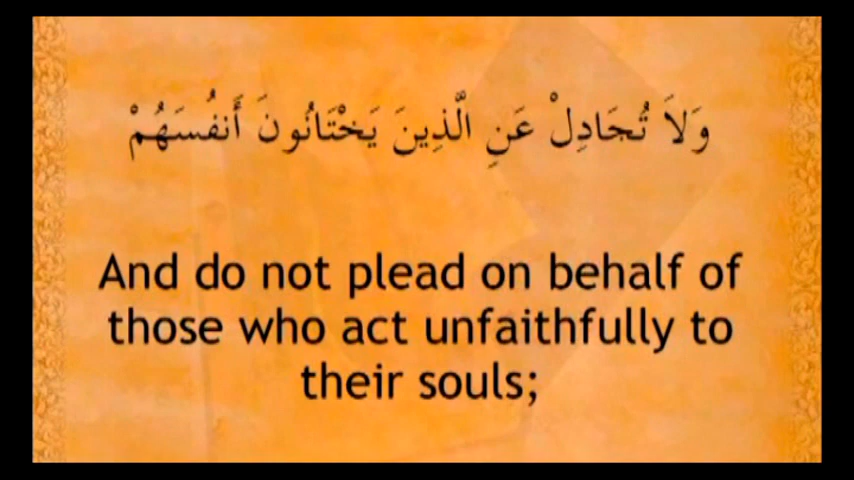 وَلاَ تُجَادِلْ عَنِ الَّذِينَ يَخْتَانُونَ أَنفُسَهُمْ
And do not plead on behalf of
those who act unfaithfully to
their souls;